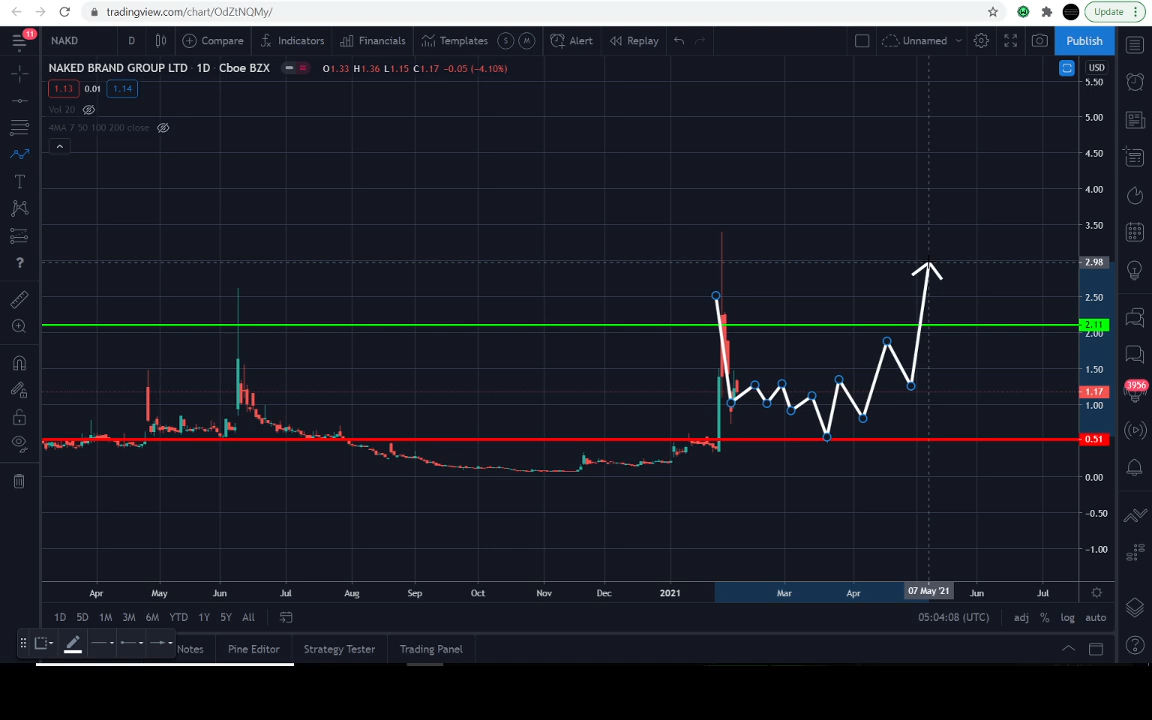 tradingview.com/chart/OdZtNQMy/
Update
11
NAKD
D
Compare
Indicators
Financials
Templates
S
M
Alert
Replay
Unnamed
Publish
NAKED BRAND GROUP LTD · 1D · Cboe BZX
O1.33 H1.36 L1.15 C1.17 -0.05 (-4.10%)
USD
1.13
0.01
1.14
Vol 20
4MA 7 50 100 200 close
5.50
5.00
4.50
4.00
3.50
2.98
2.50
2.11
2.00
1.50
1.17
1.00
0.51
0.00
-0.50
-1.00
3956
Apr
May
Jun
Jul
Aug
Sep
Oct
Nov
Dec
2021
Mar
Apr
07 May '21
Jun
Jul
1D
5D
1M
3M
6M
YTD
1Y
5Y
All
05:04:08 (UTC)
adj
%
log
auto
Notes
Pine Editor
Strategy Tester
Trading Panel